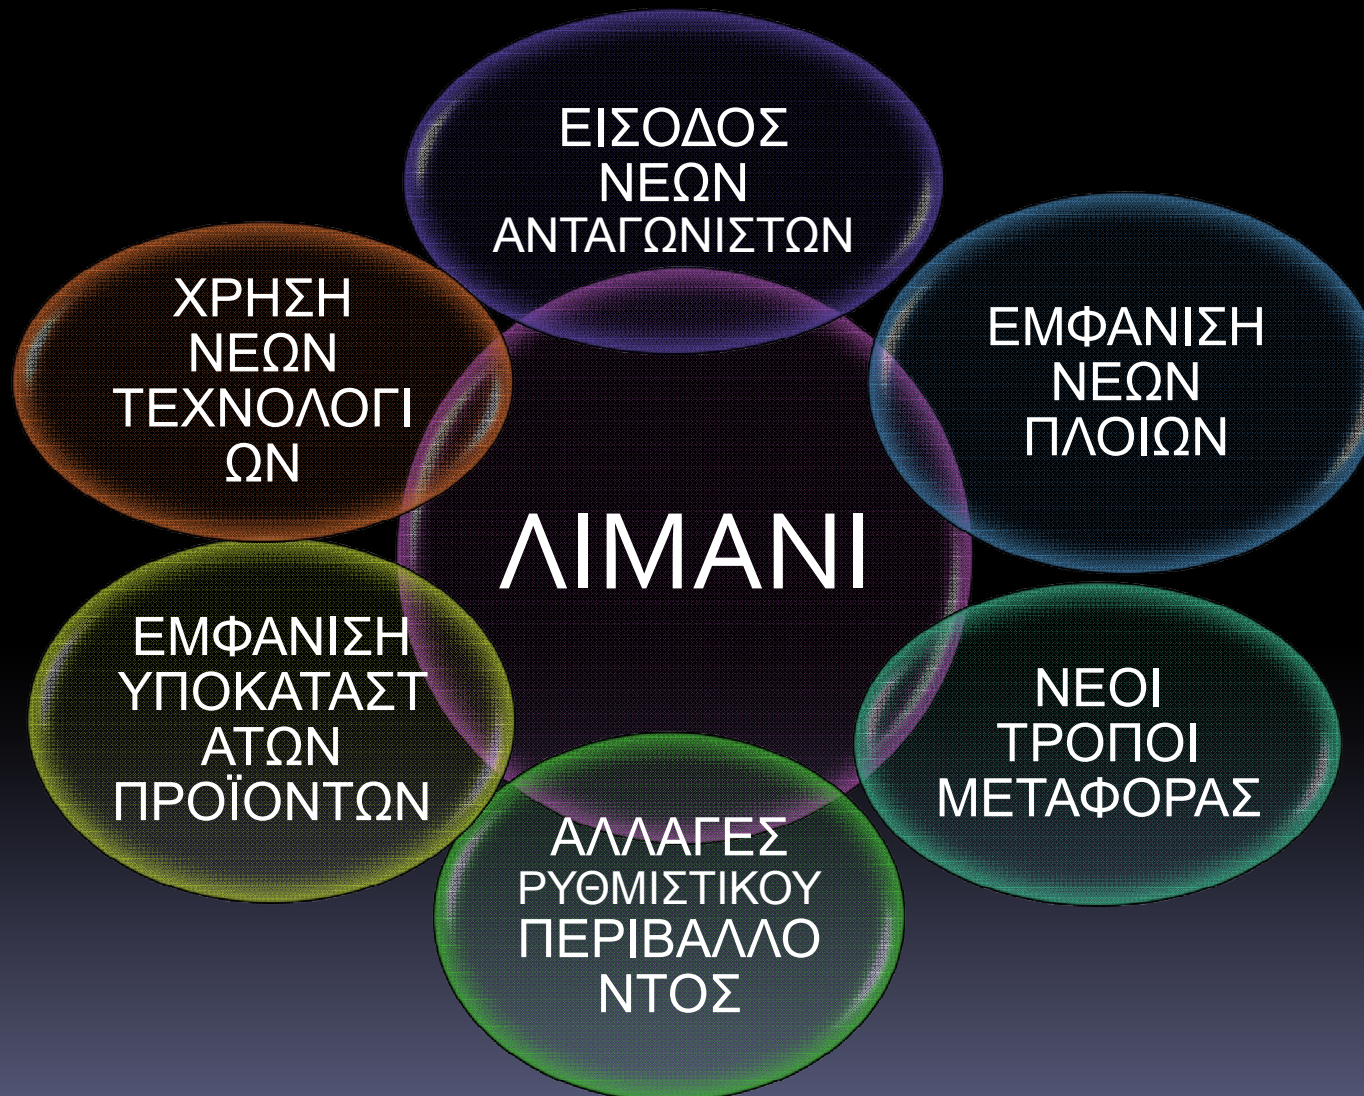 ΕΙΣΟΔΟΣ
ΝΕΩΝ
ΑΝΤΑΓΩΝΙΣΤΩΝ
ΧΡΗΣΗ
ΝΕΩΝ
ΤΕΧΝΟΛΟΓΙ
ΩΝ
ΕΜΦΑΝΙΣΗ
ΝΕΩΝ
ΠΛΟΙΩΝ
ΛΙΜΑΝΙ
ΕΜΦΑΝΙΣΗ
ΥΠΟΚΑΤΑΣΤ
ΑΤΩΝ
ΠΡΟΪΟΝΤΩΝ
ΝΕΟΙ
ΤΡΟΠΟΙ
ΜΕΤΑΦΟΡΑΣ
ΑΛΛΑΓΕΣ
ΡΥΘΜΙΣΤΙΚΟΥ
ΠΕΡΙΒΑΛΛΟ
ΝΤΟΣ